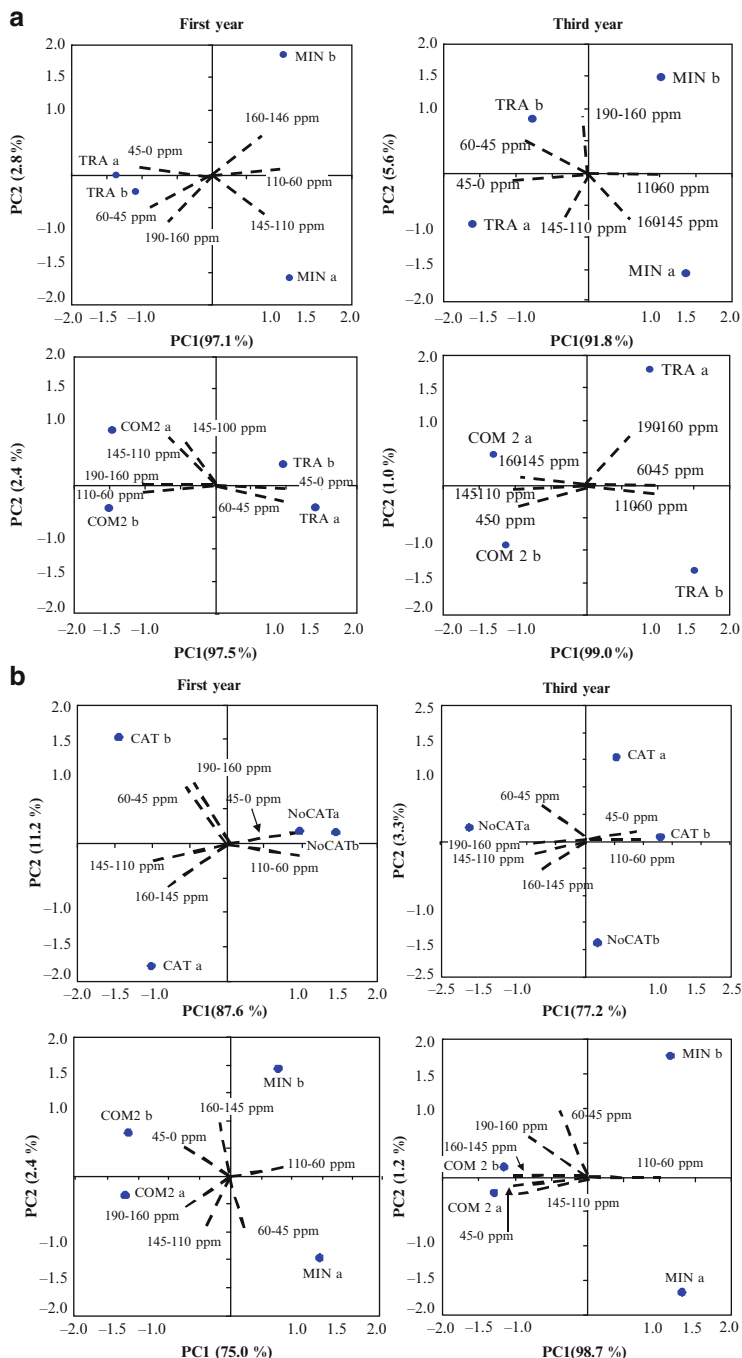 a
First year
Third year
2.0
1.0
−1.0
−1.5
−2.0
PC2 (2.8%)
MIN b
160-146 ppm
45-0 ppm
TRA a
TRA b
110-60 ppm
60-45 ppm
145-110 ppm
190-160 ppm
MIN a
−2.0 −1.5 −1.0 1.0 1.5 2.0
PC1(97.1%)
2.0
1.0
−1.0
−1.5
−2.0
PC2 (5.6%)
MIN b
TRA b
190-160 ppm
60-45 ppm
45-0 ppm
11060 ppm
TRA a
145-110 ppm
160-145 ppm
MIN a
−2.0 −1.5 −1.0 1.0 1.5 2.0
PC1(91.8%)
2.0
1.0
−1.0
−1.5
−2.0
PC2 (2.4 %)
COM2 a
145-100 ppm
145-110 ppm
TRA b
190-160 ppm
45-0 ppm
110-60 ppm
60-45 ppm
COM2 b
TRA a
−2.0 −1.5 −1.0 1.0 1.5 2.0
PC1(97.5%)
2.0
1.0
−1.0
−1.5
−2.0
PC2 (1.0 %)
TRA a
COM 2 a
190-160 ppm
160-145 ppm
6045 ppm
145110 ppm
11060 ppm
450 ppm
COM 2 b
TRA b
−2.0 −1.5 −1.0 1.0 1.5 2.0
PC1(99.0%)
b
First year
Third year
2.0
1.5
1.0
−1.0
−1.5
−2.0
PC2 (11.2 %)
CAT b
190-160 ppm
60-45 ppm
45-0 ppm
NoCATa
NoCATb
145-110 ppm
110-60 ppm
160-145 ppm
CAT a
−2.0 −1.5 −1.0 1.0 1.5 2.0
PC1(87.6 %)
2.5
1.5
1.0
−1.0
−1.5
−2.5
PC2 (3.3%)
CAT a
60-45 ppm
45-0 ppm
NoCATa
CAT b
190-160 ppm
145-110 ppm
110-60 ppm
160-145 ppm
NoCATb
−2.5 −1.5 −1.0 1.0 1.5 2.5
PC1(77.2%)
2.0
1.5
1.0
−1.0
−1.5
−2.0
PC2 (2.4 %)
MIN b
COM2 b
160-145 ppm
45-0 ppm
110-60 ppm
COM2 a
190-160 ppm
60-45 ppm
145-110 ppm
MIN a
−2.0 −1.5 −1.0 1.0 1.5 2.0
PC1 (75.0 %)
2.0
1.5
1.0
−1.0
−1.5
−2.0
PC2 (1.2 %)
MIN b
60-45 ppm
190-160 ppm
160-145 ppm
COM 2 b
110-60 ppm
COM 2 a
145-110 ppm
45-0 ppm
MIN a
−2.0 −1.5 −1.0 1.0 1.5 2.0
PC1(98.7%)